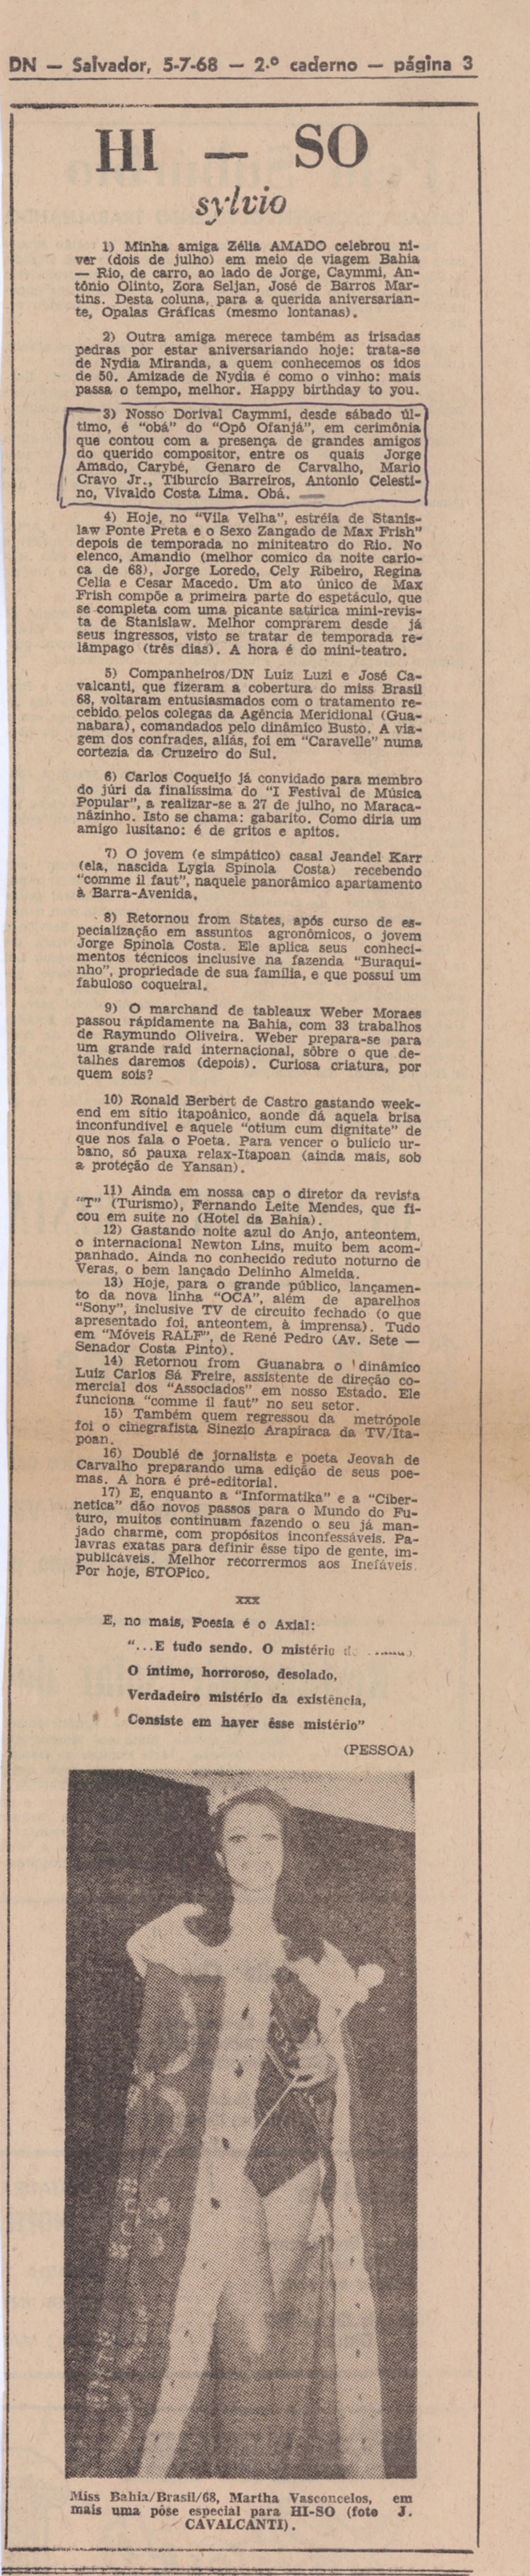 DN — Salvador, 5-7-68 — 2.º caderno — página 3
HI — SO
sylvio
1) Minha amiga Zélia AMADO celebrou ni-
ver (dois de julho) em meio de viagem Bahia
— Rio, de carro, ao lado de Jorge, Caymmi, An-
tônio Olinto, Zora Seljan, José de Barros Mar-
tins. Desta coluna, para a querida aniversarian-
te, Opalas Gráficas (mesmo lontanas).
2) Outra amiga merece também as irisadas
pedras por estar aniversariando hoje: trata-se
de Nydia Miranda, a quem conhecemos os idos
de 50. Amizade de Nydia é como o vinho: mais
passa o tempo, melhor. Happy birthday to you.
3) Nosso Dorival Caymmi, desde sábado úl-
timo, é "obá" do "Opô Ofanjá", em cerimônia
que contou com a presença de grandes amigos
do querido compositor, entre os quais Jorge
Amado, Carybé, Genaro de Carvalho, Mario
Cravo Jr., Tiburcio Barreiros, Antonio Celesti-
no, Vivaldo Costa Lima. Obá.
4) Hoje, no "Vila Velha", estréia de Stanis-
law Ponte Preta e o Sexo Zangado de Max Frish"
depois de temporada no miniteatro do Rio. No
elenco, Amandio (melhor comico da noite cario-
ca de 68), Jorge Loredo, Cely Ribeiro, Regina
Celia e Cesar Macedo. Um ato único de Max
Frish compõe a primeira parte do espetáculo, que
se completa com uma picante satírica mini-revis-
ta de Stanislaw. Melhor comprarem desde já
seus ingressos, visto se tratar de temporada re-
lâmpago (três dias). A hora é do mini-teatro.
5) Companheiros/DN Luiz Luzi e José Ca-
valcanti, que fizeram a cobertura do miss Brasil
68, voltaram entusiasmados com o tratamento re-
cebido pelos colegas da Agência Meridional (Gua-
nabara), comandados pelo dinâmico Busto. A via-
gem dos confrades, aliás, foi em "Caravelle" numa
cortezia da Cruzeiro do Sul.
6) Carlos Coqueijo já convidado para membro
do júri da finalíssima do "I Festival de Música
Popular", a realizar-se a 27 de julho, no Maraca-
nãzinho. Isto se chama: gabarito. Como diria um
amigo lusitano: é de gritos e apitos.
7) O jovem (e simpático) casal Jeandel Karr
(ela, nascida Lygia Spinola Costa) recebendo
"comme il faut", naquele panorâmico apartamento
à Barra-Avenida.
8) Retornou from States, após curso de es-
pecialização em assuntos agronômicos, o jovem
Jorge Spinola Costa. Ele aplica seus conheci-
mentos técnicos inclusive na fazenda "Buraqui-
nho", propriedade de sua família, e que possui um
fabuloso coqueiral.
9) O marchand de tableaux Weber Moraes
passou rápidamente na Bahia, com 33 trabalhos
de Raymundo Oliveira. Weber prepara-se para
um grande raid internacional, sôbre o que de-
talhes daremos (depois). Curiosa criatura, por
quem sois?
10) Ronald Berbert de Castro gastando week-
end em sítio itapoânico, aonde dá aquela brisa
inconfundível e aquele "otium cum dignitate" de
que nos fala o Poeta. Para vencer o bulício ur-
bano, só pauxa relax-Itapoan (ainda mais, sob
a proteção de Yansan).
11) Ainda em nossa cap o diretor da revista
"T" (Turismo), Fernando Leite Mendes, que fi-
cou em suite no (Hotel da Bahia).
12) Gastando noite azul do Anjo, anteontem,
o internacional Newton Lins, muito bem acom-
panhado. Ainda no conhecido reduto noturno de
Veras, o bem lançado Delinho Almeida.
13) Hoje, para o grande público, lançamen-
to da nova linha "OCA", além de aparelhos
"Sony", inclusive TV de circuito fechado (o que
apresentado foi, anteontem, à imprensa). Tudo
em "Móveis RALF", de René Pedro (Av. Sete —
Senador Costa Pinto).
14) Retornou from Guanabra o dinâmico
Luiz Carlos Sá Freire, assistente de direção co-
mercial dos "Associados" em nosso Estado. Ele
funciona "comme il faut" no seu setor.
15) Também quem regressou da metrópole
foi o cinegrafista Sinezio Arapiraca da TV/Ita-
poan.
16) Doublé de jornalista e poeta Jeovah de
Carvalho preparando uma edição de seus poe-
mas. A hora é pré-editorial.
17) E, enquanto a "Informatika" e a "Ciber-
netica" dão novos passos para o Mundo do Fu-
turo, muitos continuam fazendo o seu já man-
jado charme, com propósitos inconfessáveis. Pa-
lavras exatas para definir êsse tipo de gente, im-
publicáveis. Melhor recorrermos aos Inefáveis.
Por hoje, STOPico.
xxx
E, no mais, Poesia é o Axial:
"...E tudo sendo. O mistério
O íntimo, horroroso, desolado,
Verdadeiro mistério da existência,
Consiste em haver êsse mistério"
(PESSOA)
Miss Bahia/Brasil/68, Martha Vasconcelos, em
mais uma pôse especial para HI-SO (foto J.
CAVALCANTI).